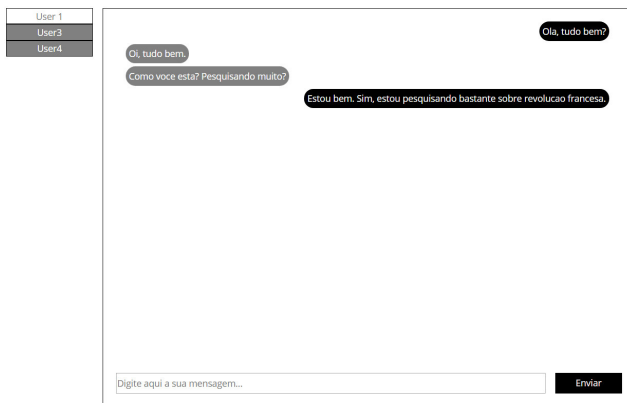 User 1
User3
User4
Ola, tudo bem?
Oi, tudo bem.
Como voce esta? Pesquisando muito?
Estou bem. Sim, estou pesquisando bastante sobre revolucao francesa.
Digite aqui a sua mensagem...
Enviar